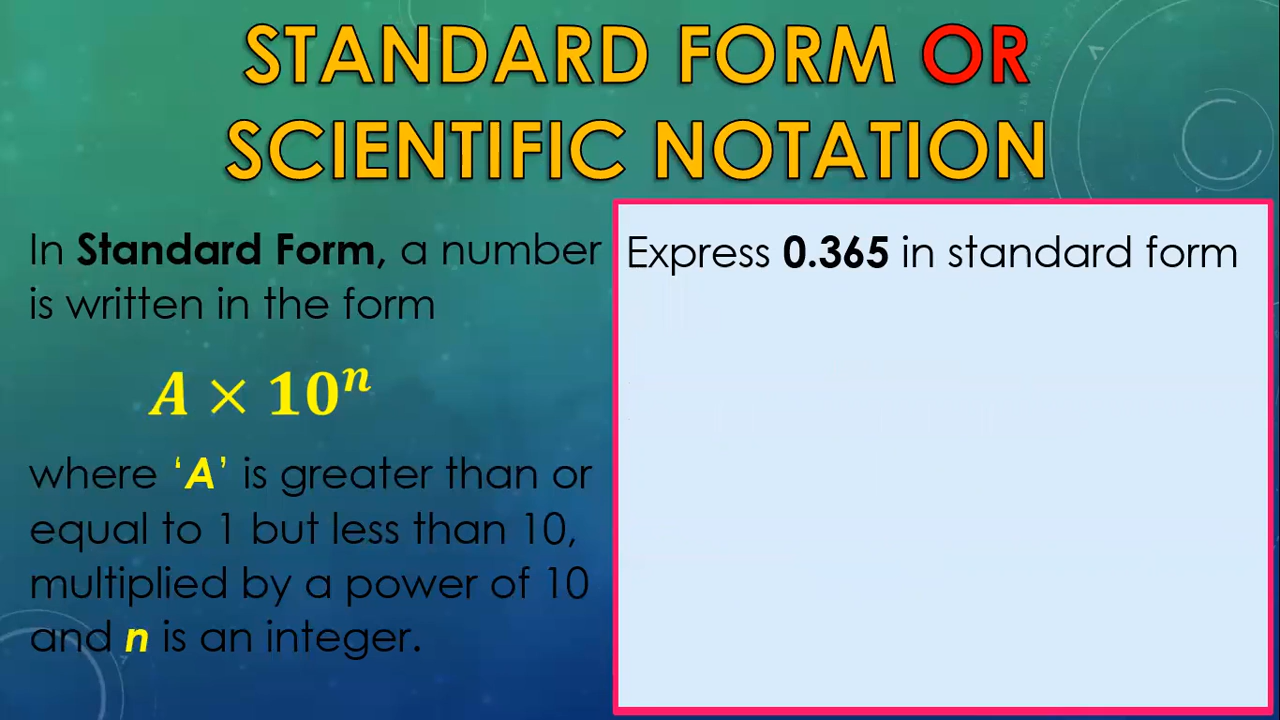 STANDARD FORM OR
SCIENTIFIC NOTATION
In Standard Form, a number
is written in the form
A × 10ⁿ
where ‘A’ is greater than or
equal to 1 but less than 10,
multiplied by a power of 10
and n is an integer.
Express 0.365 in standard form